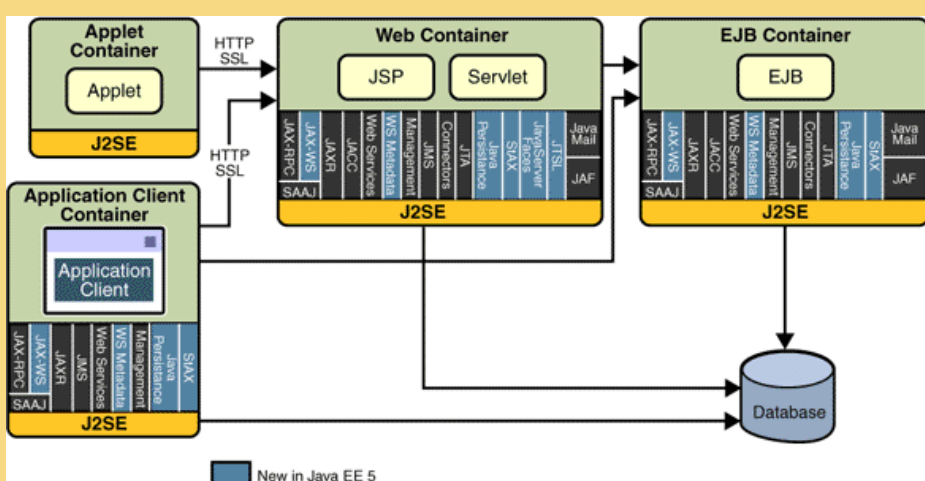 Applet
Container
Applet
J2SE
HTTP
SSL
HTTP
SSL
Web Container
JSP
Servlet
JAX-RPC
JAX-WS
SAAJ
JAXR
JACC
Web Services
WS Metadata
Management
JMS
Connectors
JTA
Java
Persistance
StAX
JavaServer
Faces
JTSL
Java
Mail
JAF
J2SE
EJB Container
EJB
JAX-RPC
JAX-WS
SAAJ
JAXR
JACC
Web Services
WS Metadata
Management
JMS
Connectors
JTA
Java
Persistance
StAX
Java
Mail
JAF
J2SE
Application Client
Container
Application
Client
JAX-RPC
JAX-WS
SAAJ
JAXR
JMS
Web Services
WS Metadata
Management
Java
Persistance
StAX
J2SE
Database
New in Java EE 5